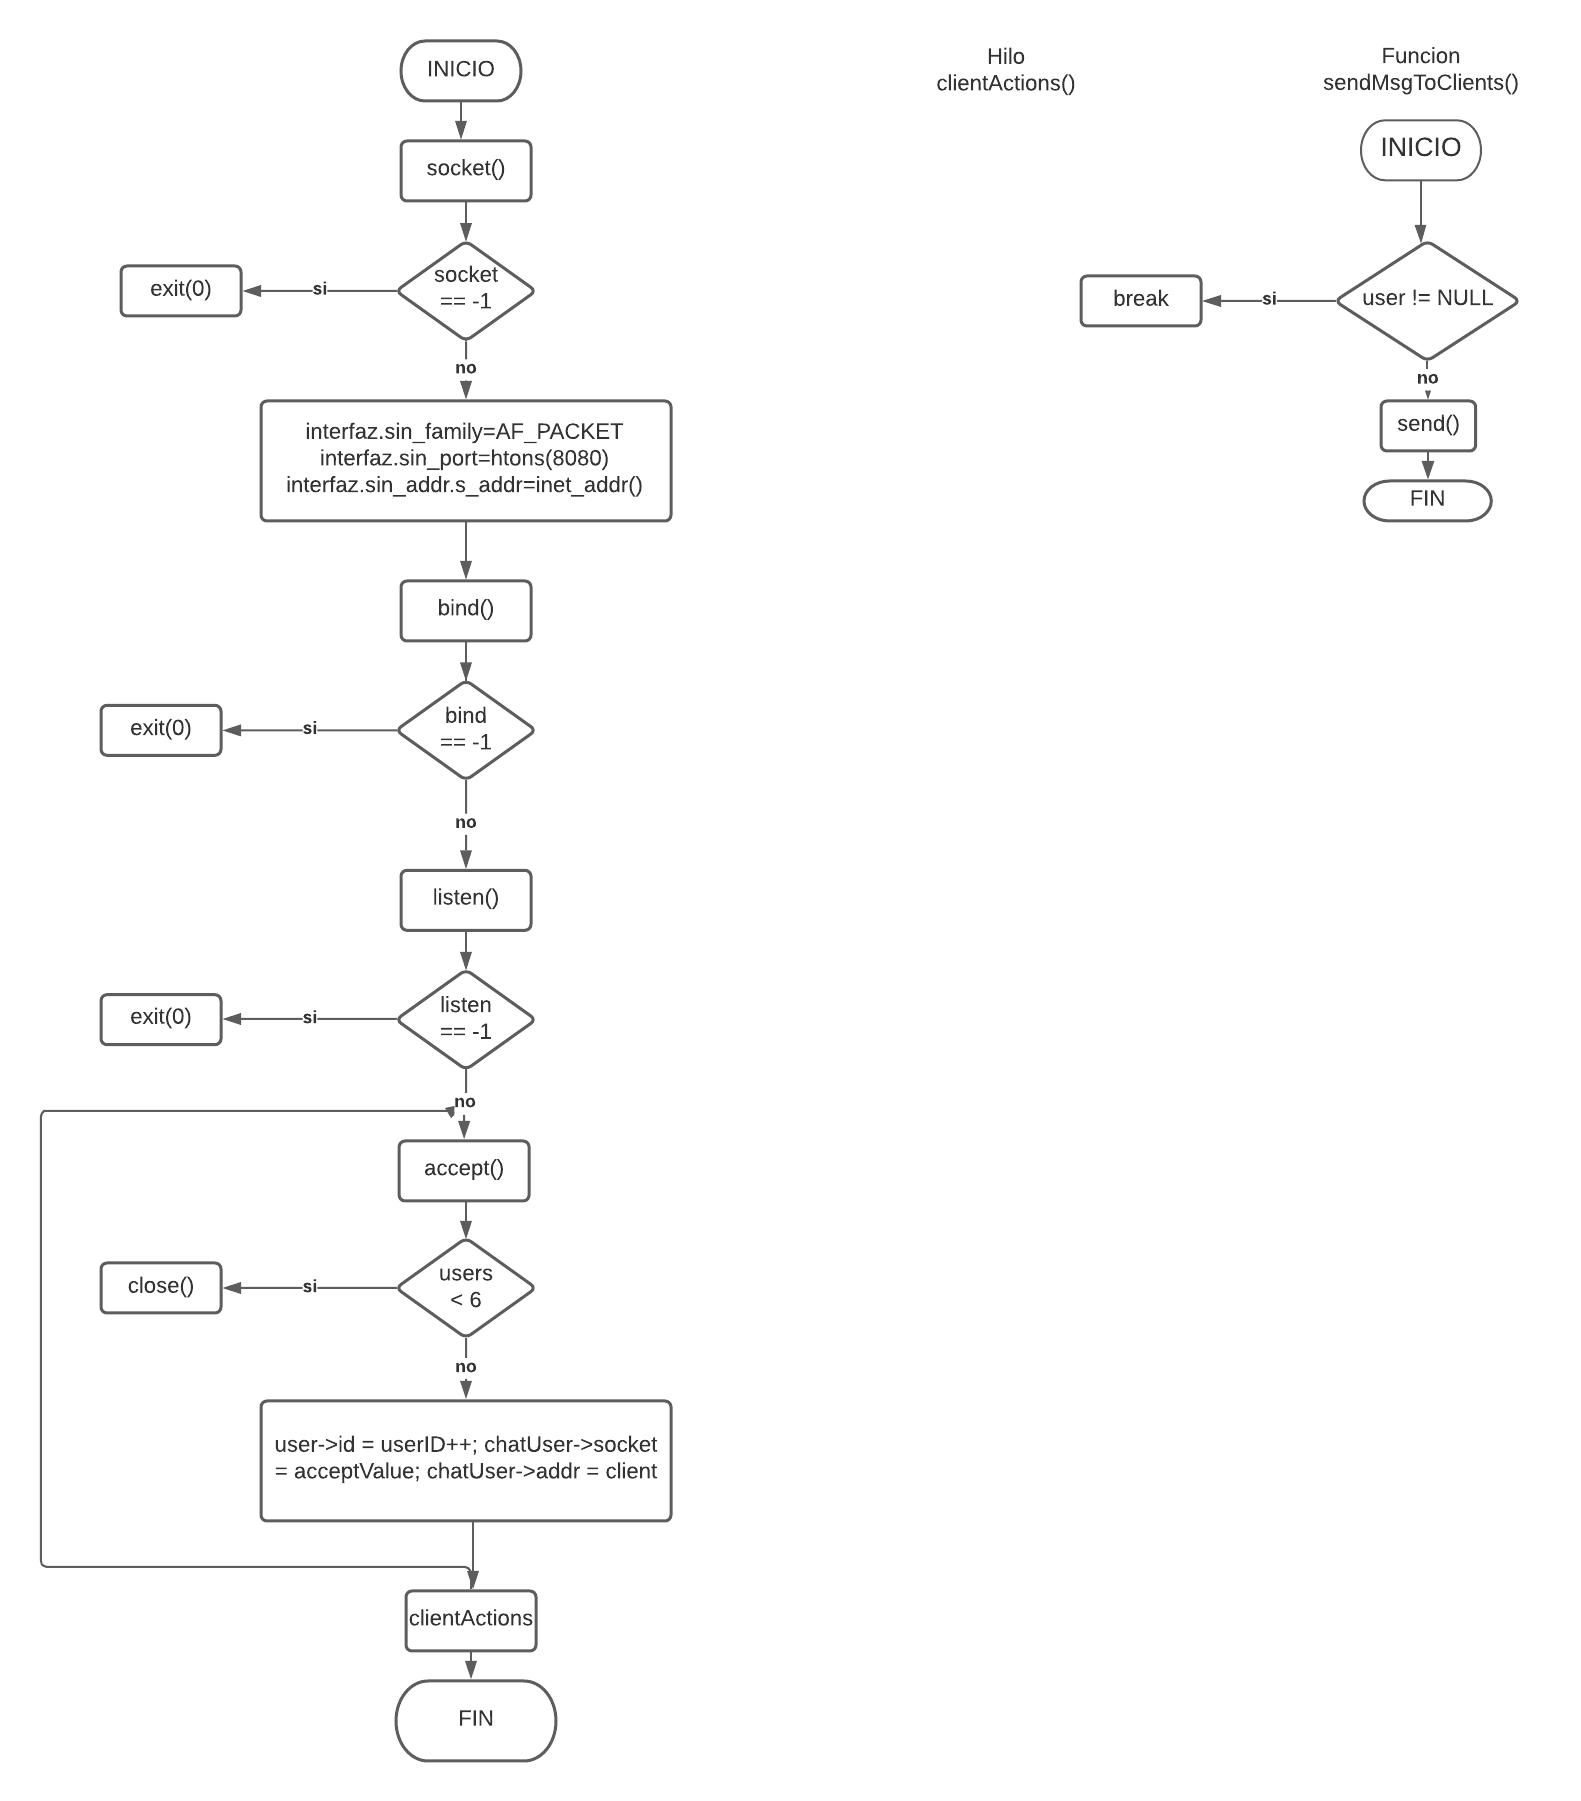 INICIO
socket()
socket
== -1
si
exit(0)
no
interfaz.sin_family=AF_PACKET
interfaz.sin_port=htons(8080)
interfaz.sin_addr.s_addr=inet_addr()
bind()
bind
== -1
si
exit(0)
no
listen()
listen
== -1
si
exit(0)
no
accept()
users
< 6
si
close()
no
user->id = userID++; chatUser->socket
= acceptValue; chatUser->addr = client
clientActions
FIN
Hilo
clientActions()
Funcion
sendMsgToClients()
INICIO
user != NULL
si
break
no
send()
FIN